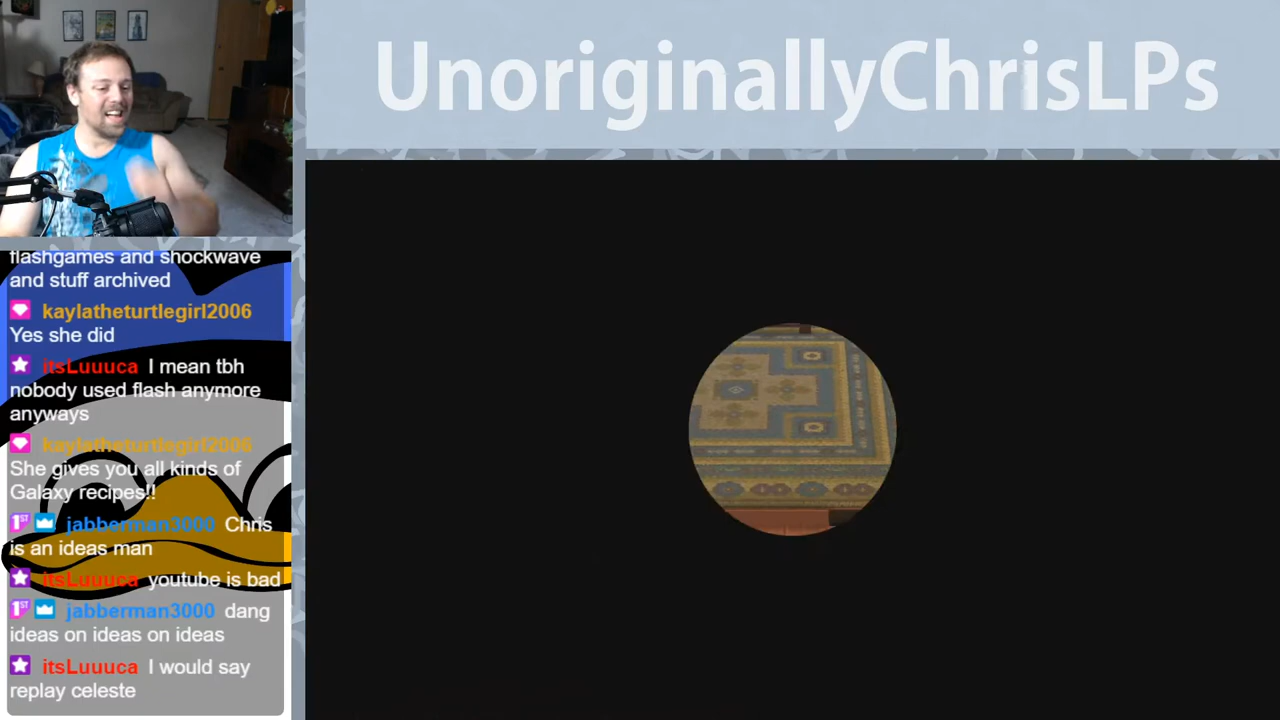 UnoriginallyChrisLPs
flashgames and shockwave
and stuff archived
kaylatheturtlegirl2006
Yes she did
itsLuuuca I mean tbh
nobody used flash anymore
anyways
kaylatheturtlegirl2006
She gives you all kinds of
Galaxy recipes!!
1ST jabberman3000 Chris
is an ideas man
itsLuuuca youtube is bad
1ST jabberman3000 dang
ideas on ideas on ideas
itsLuuuca I would say
replay celeste